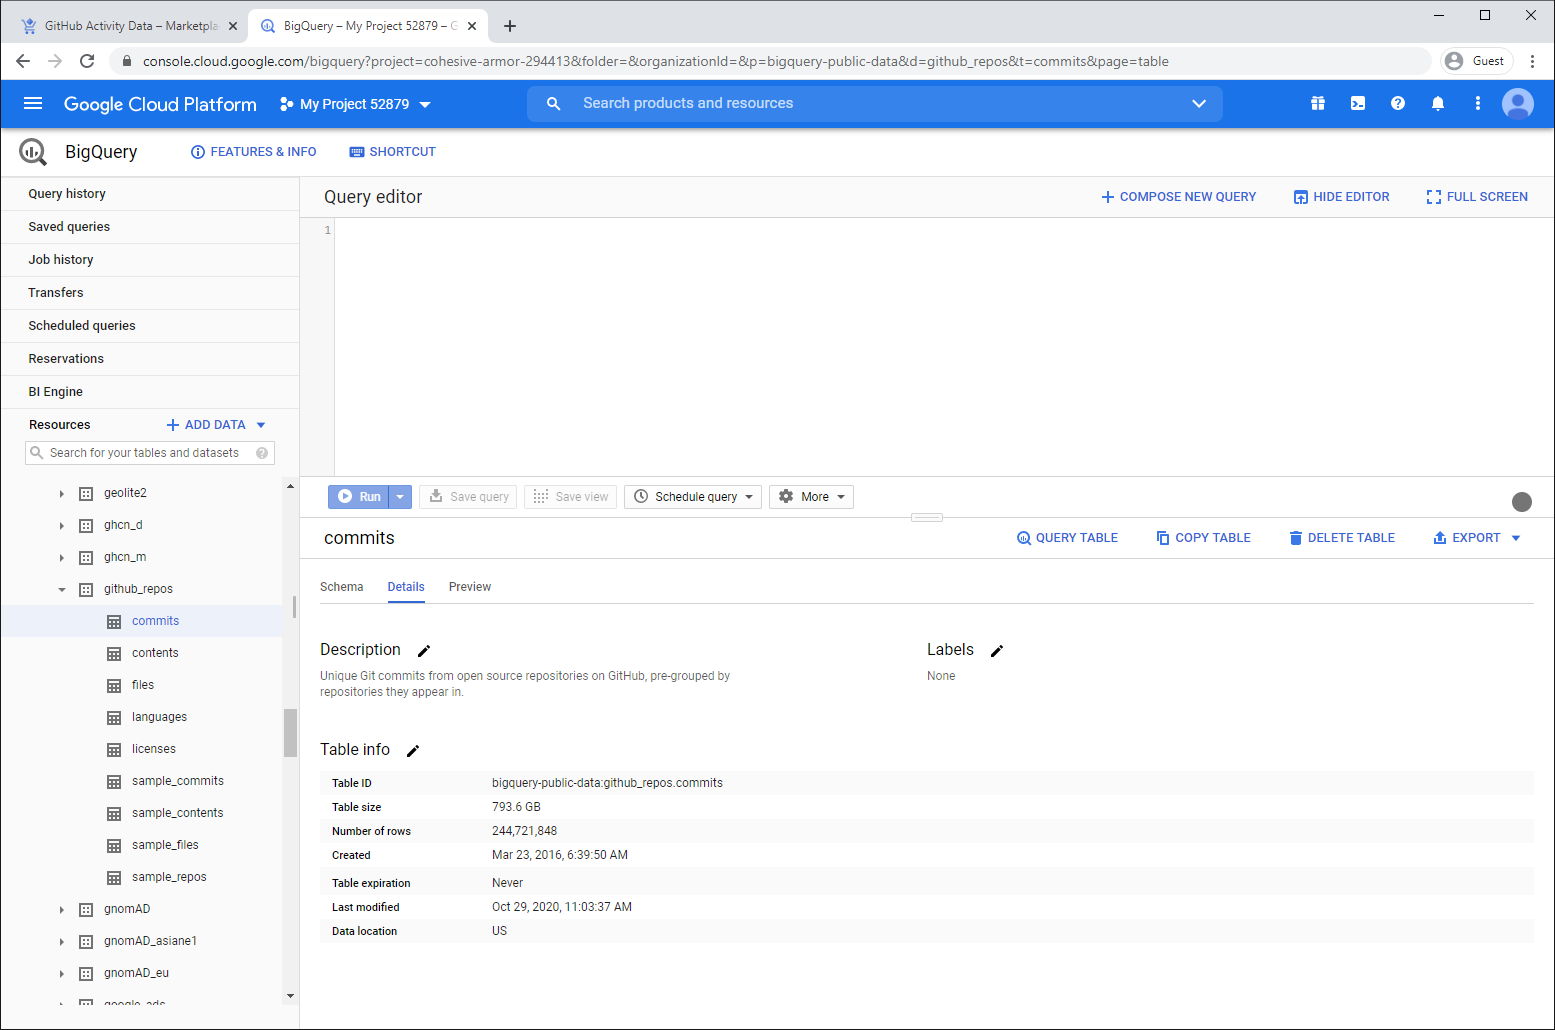 GitHub Activity Data – Marketpla
BigQuery – My Project 52879 – G
console.cloud.google.com/bigquery?project=cohesive-armor-294413&folder=&organizationId=&p=bigquery-public-data&d=github_repos&t=commits&page=table
Guest
Google Cloud Platform
My Project 52879
Search products and resources
BigQuery
FEATURES & INFO
SHORTCUT
Query history
Saved queries
Job history
Transfers
Scheduled queries
Reservations
BI Engine
Resources
ADD DATA
Search for your tables and datasets
geolite2
ghcn_d
ghcn_m
github_repos
commits
contents
files
languages
licenses
sample_commits
sample_contents
sample_files
sample_repos
gnomAD
gnomAD_asiane1
gnomAD_eu
google_ads
Query editor
COMPOSE NEW QUERY
HIDE EDITOR
FULL SCREEN
1
Run
Save query
Save view
Schedule query
More
commits
QUERY TABLE
COPY TABLE
DELETE TABLE
EXPORT
Schema
Details
Preview
Description
Unique Git commits from open source repositories on GitHub, pre-grouped by
repositories they appear in.
Labels
None
Table info
Table ID bigquery-public-data:github_repos.commits
Table size 793.6 GB
Number of rows 244,721,848
Created Mar 23, 2016, 6:39:50 AM
Table expiration Never
Last modified Oct 29, 2020, 11:03:37 AM
Data location US